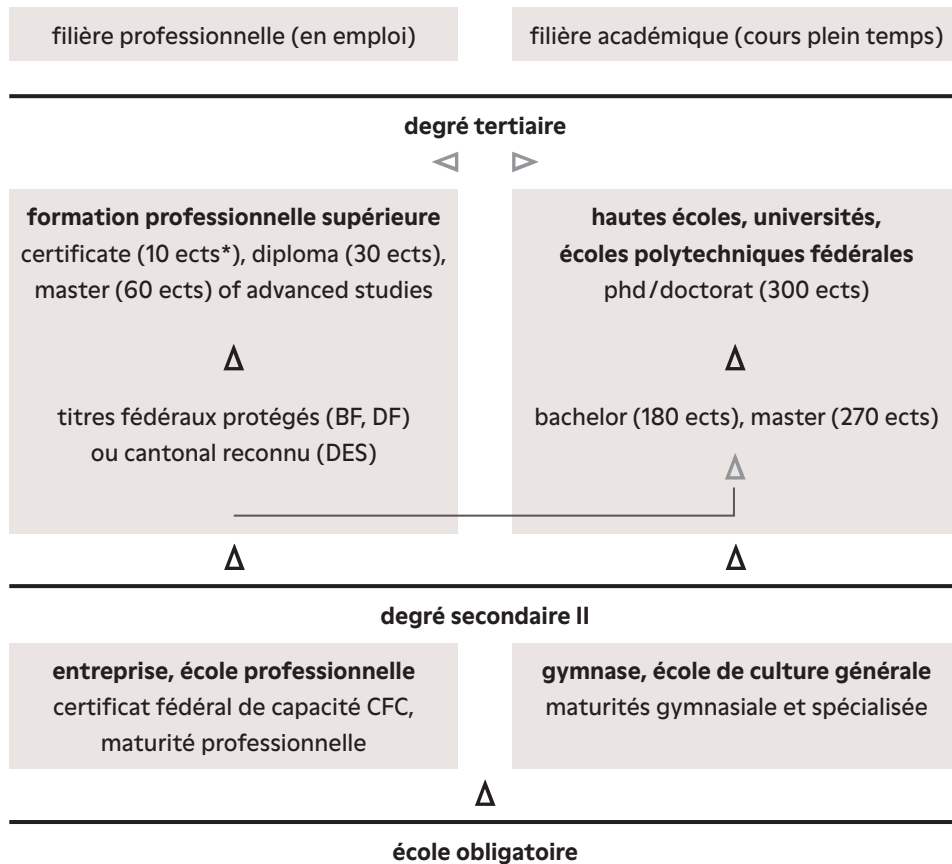 filière professionnelle (en emploi)
filière académique (cours plein temps)
degré tertiaire
formation professionnelle supérieure
certificate (10 ects*), diploma (30 ects),
master (60 ects) of advanced studies
titres fédéraux protégés (BF, DF)
ou cantonal reconnu (DES)
hautes écoles, universités,
écoles polytechniques fédérales
phd/doctorat (300 ects)
bachelor (180 ects), master (270 ects)
degré secondaire II
entreprise, école professionnelle
certificat fédéral de capacité CFC,
maturité professionnelle
gymnase, école de culture générale
maturités gymnasiale et spécialisée
école obligatoire